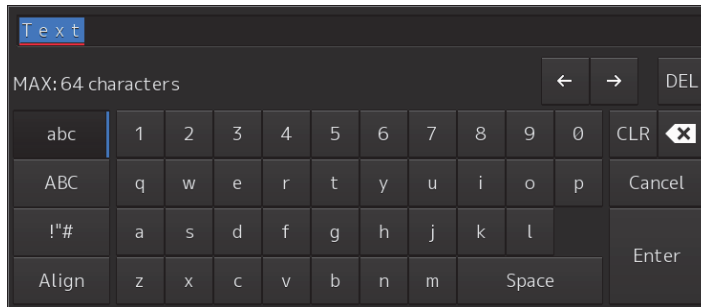 Text
MAX: 64 characters ← → DEL
abc 1 2 3 4 5 6 7 8 9 0 CLR
ABC q w e r t y u i o p Cancel
!"# a s d f g h j k l Enter
Align z x c v b n m Space